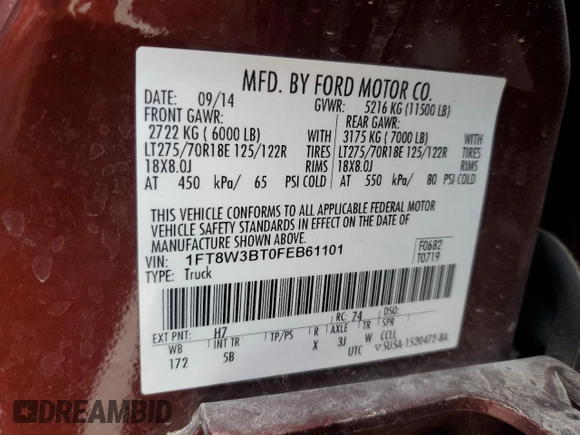 MFD. BY FORD MOTOR CO.
DATE: 09/14 GVWR: 5216 KG (11500 LB)
FRONT GAWR: REAR GAWR:
2722 KG ( 6000 LB) WITH 3175 KG ( 7000 LB) WITH
LT275/70R18E 125/122R TIRES LT275/70R18E 125/122R TIRES
18X8.0J RIMS 18X8.0J RIMS
AT 450 kPa/ 65 PSI COLD AT 550 kPa/ 80 PSI COLD
THIS VEHICLE CONFORMS TO ALL APPLICABLE FEDERAL MOTOR
VEHICLE SAFETY STANDARDS IN EFFECT ON THE DATE OF
MANUFACTURE SHOWN ABOVE.
VIN: 1FT8W3BT0FEB61101 F0682
TYPE: Truck T0719
EXT PNT: H7 RC: 74 DSO:
WB INT TR TP/PS R AXLE TR SPR
172 5B X 3J W CCLL
UTC ▽5U5A-1520472-BA
DREAMBID